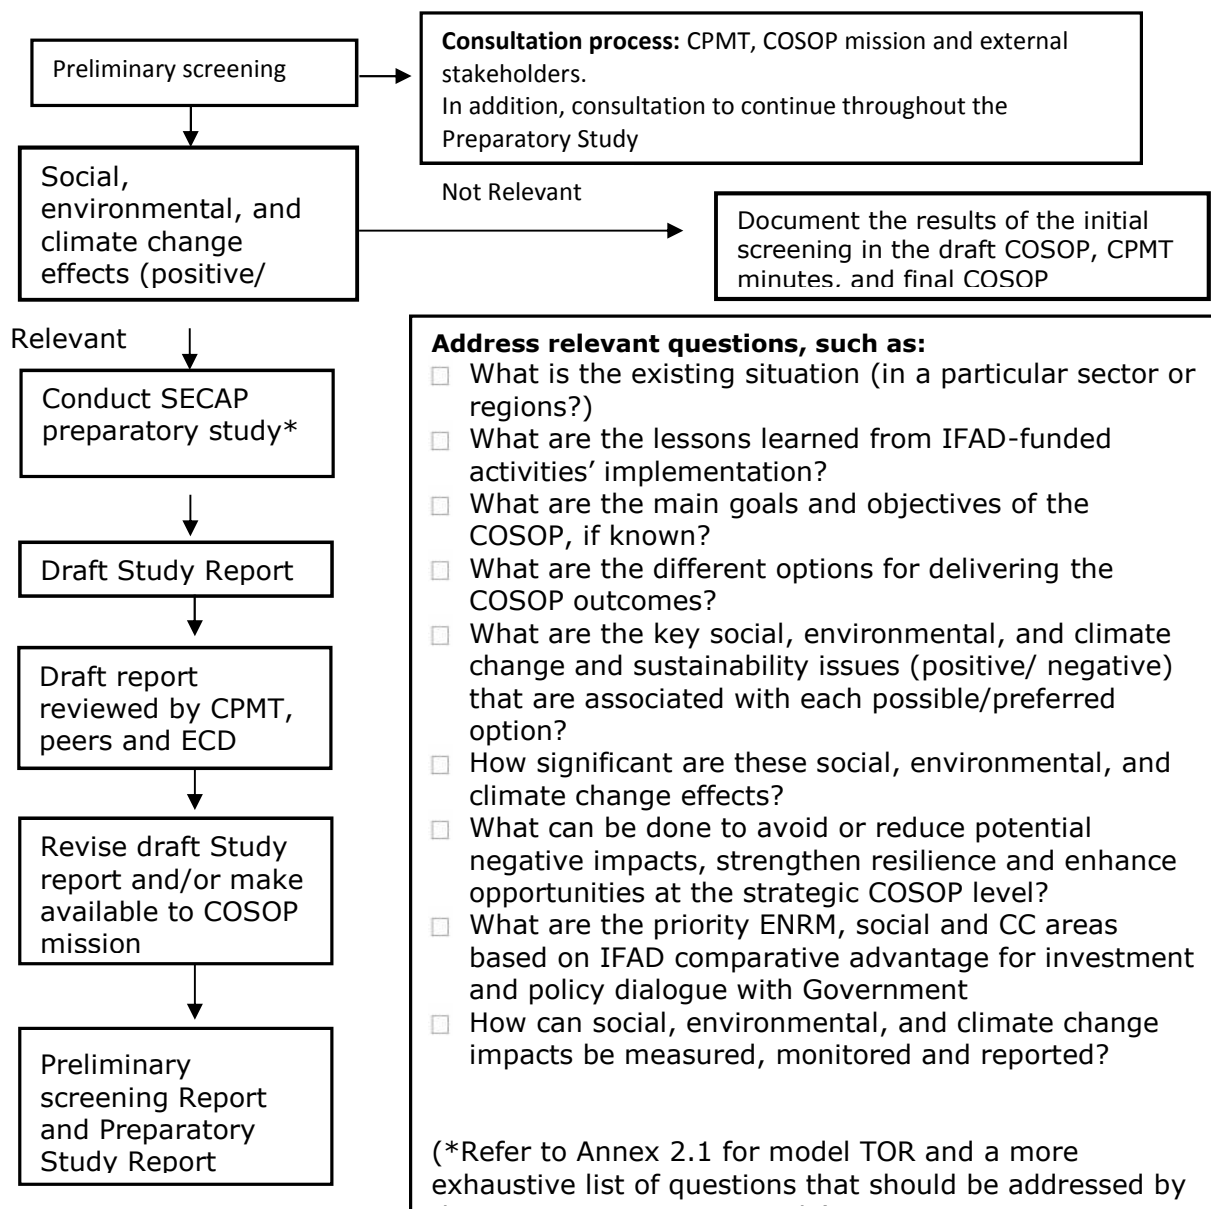 Preliminary screening
Consultation process: CPMT, COSOP mission and external
stakeholders.
In addition, consultation to continue throughout the
Preparatory Study
Social,
environmental, and
climate change
effects (positive/
Not Relevant
Document the results of the initial
screening in the draft COSOP, CPMT
minutes, and final COSOP
Relevant
Conduct SECAP
preparatory study*
Draft Study Report
Draft report
reviewed by CPMT,
peers and ECD
Revise draft Study
report and/or make
available to COSOP
mission
Preliminary
screening Report
and Preparatory
Study Report
Address relevant questions, such as:
What is the existing situation (in a particular sector or
regions?)
What are the lessons learned from IFAD-funded
activities’ implementation?
What are the main goals and objectives of the
COSOP, if known?
What are the different options for delivering the
COSOP outcomes?
What are the key social, environmental, and climate
change and sustainability issues (positive/ negative)
that are associated with each possible/preferred
option?
How significant are these social, environmental, and
climate change effects?
What can be done to avoid or reduce potential
negative impacts, strengthen resilience and enhance
opportunities at the strategic COSOP level?
What are the priority ENRM, social and CC areas
based on IFAD comparative advantage for investment
and policy dialogue with Government
How can social, environmental, and climate change
impacts be measured, monitored and reported?
(*Refer to Annex 2.1 for model TOR and a more
exhaustive list of questions that should be addressed by